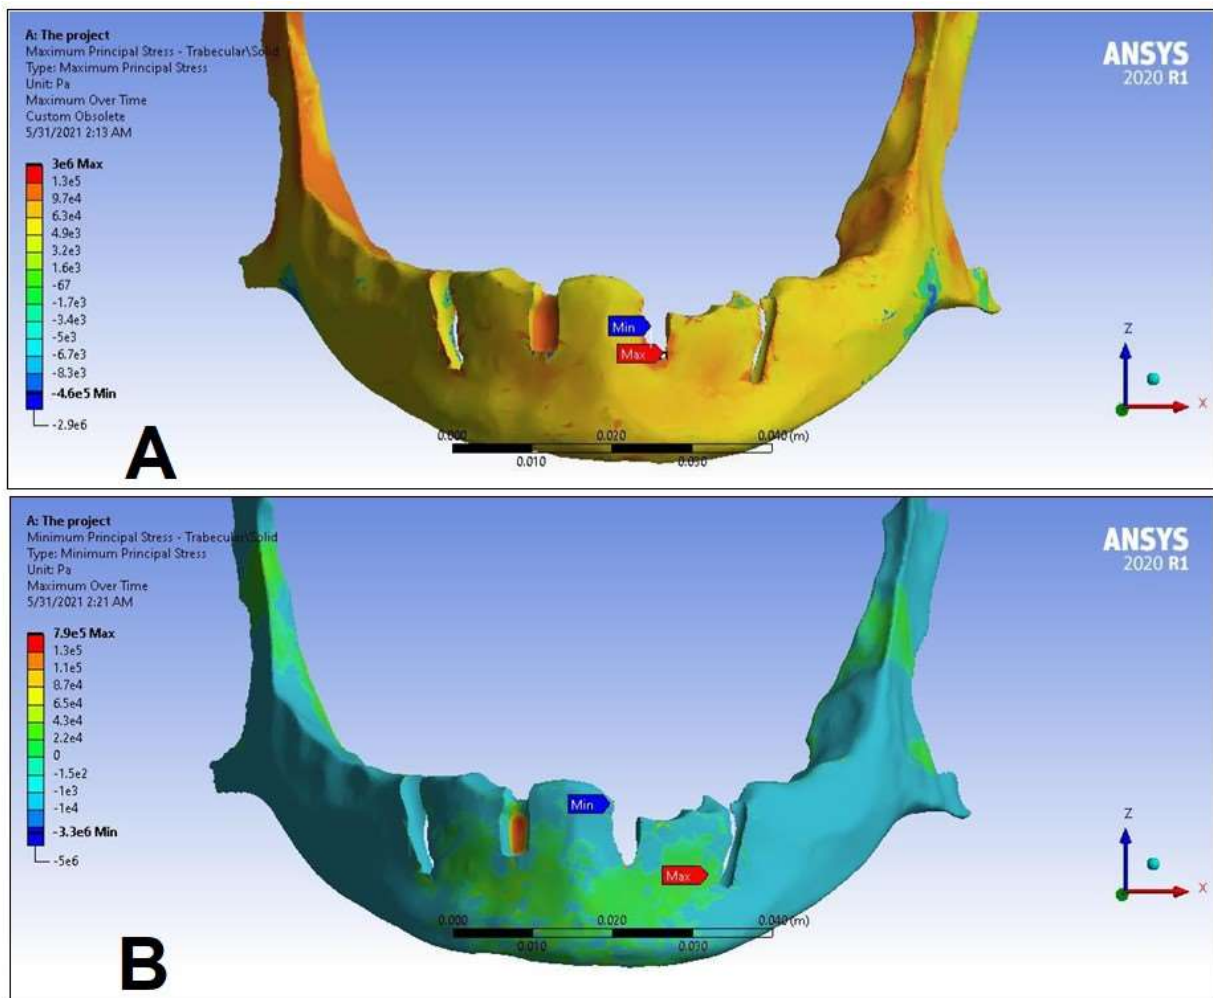 A: The project
Maximum Principal Stress - Trabecular\Solid
Type: Maximum Principal Stress
Unit: Pa
Maximum Over Time
Custom Obsolete
5/31/2021 2:13 AM
3e6 Max
1.3e5
9.7e4
6.3e4
4.9e3
3.2e3
1.6e3
-67
-1.7e3
-3.4e3
-5e3
-6.7e3
-8.3e3
-4.6e5 Min
-2.9e6
ANSYS
2020 R1
Min
Max
Z
X
0.000 0.020 0.040 (m)
0.010 0.030
A
A: The project
Minimum Principal Stress - Trabecular\Solid
Type: Minimum Principal Stress
Unit: Pa
Maximum Over Time
5/31/2021 2:21 AM
7.9e5 Max
1.3e5
1.1e5
8.7e4
6.5e4
4.3e4
2.2e4
0
-1.5e2
-1e3
-1e4
-3.3e6 Min
-5e6
ANSYS
2020 R1
Min
Max
Z
X
0.000 0.020 0.040 (m)
0.010 0.030
B